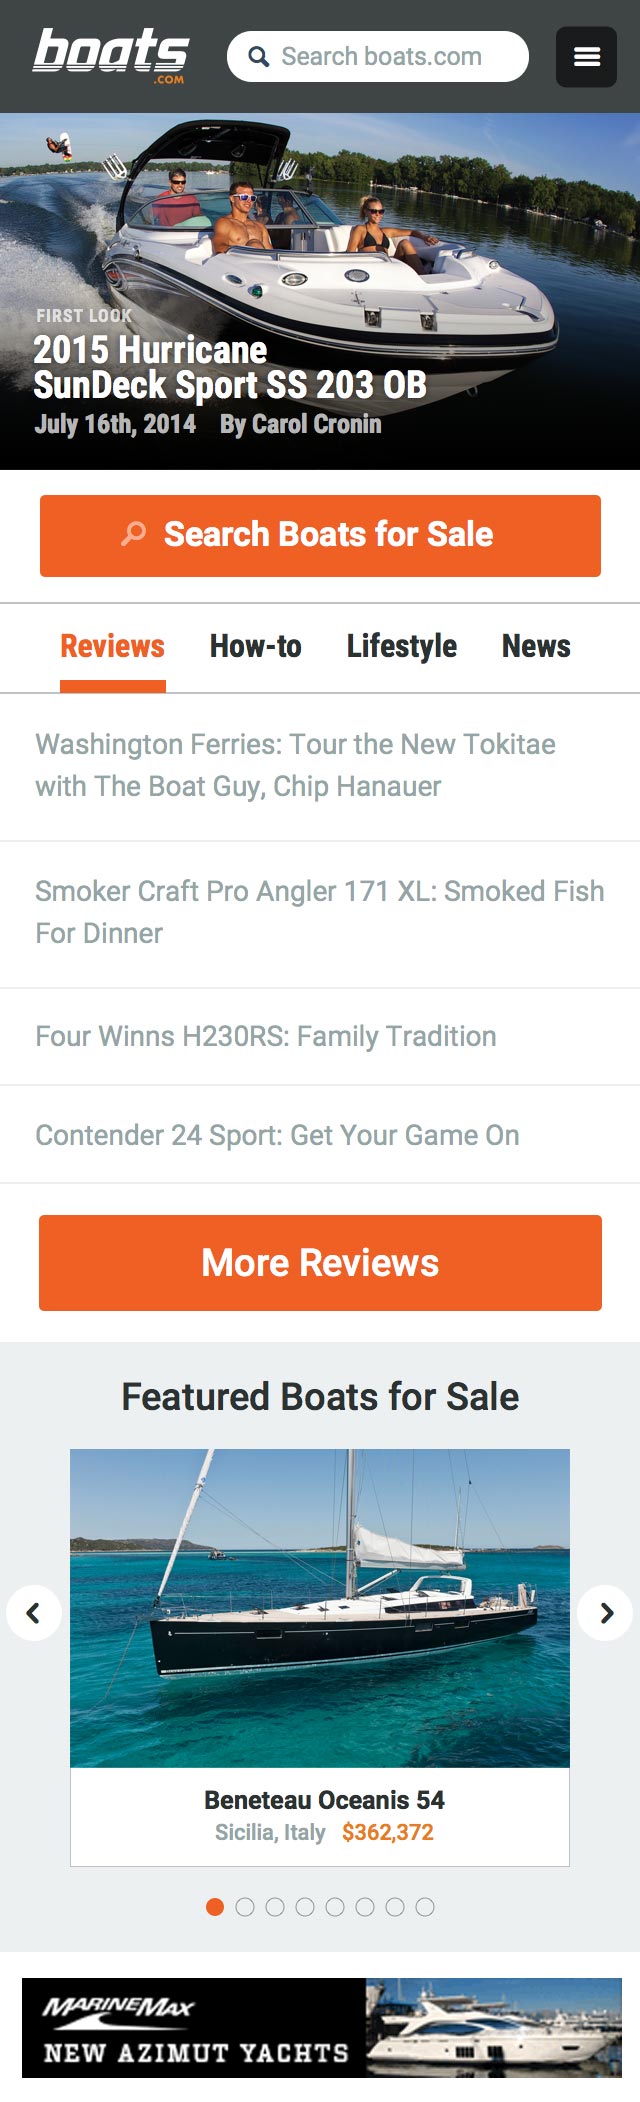 boats
.COM
Search boats.com
FIRST LOOK
2015 Hurricane
SunDeck Sport SS 203 OB
July 16th, 2014 By Carol Cronin
Search Boats for Sale
Reviews How-to Lifestyle News
Washington Ferries: Tour the New Tokitae
with The Boat Guy, Chip Hanauer
Smoker Craft Pro Angler 171 XL: Smoked Fish
For Dinner
Four Winns H230RS: Family Tradition
Contender 24 Sport: Get Your Game On
More Reviews
Featured Boats for Sale
Beneteau Oceanis 54
Sicilia, Italy $362,372
MARINEMAX
NEW AZIMUT YACHTS